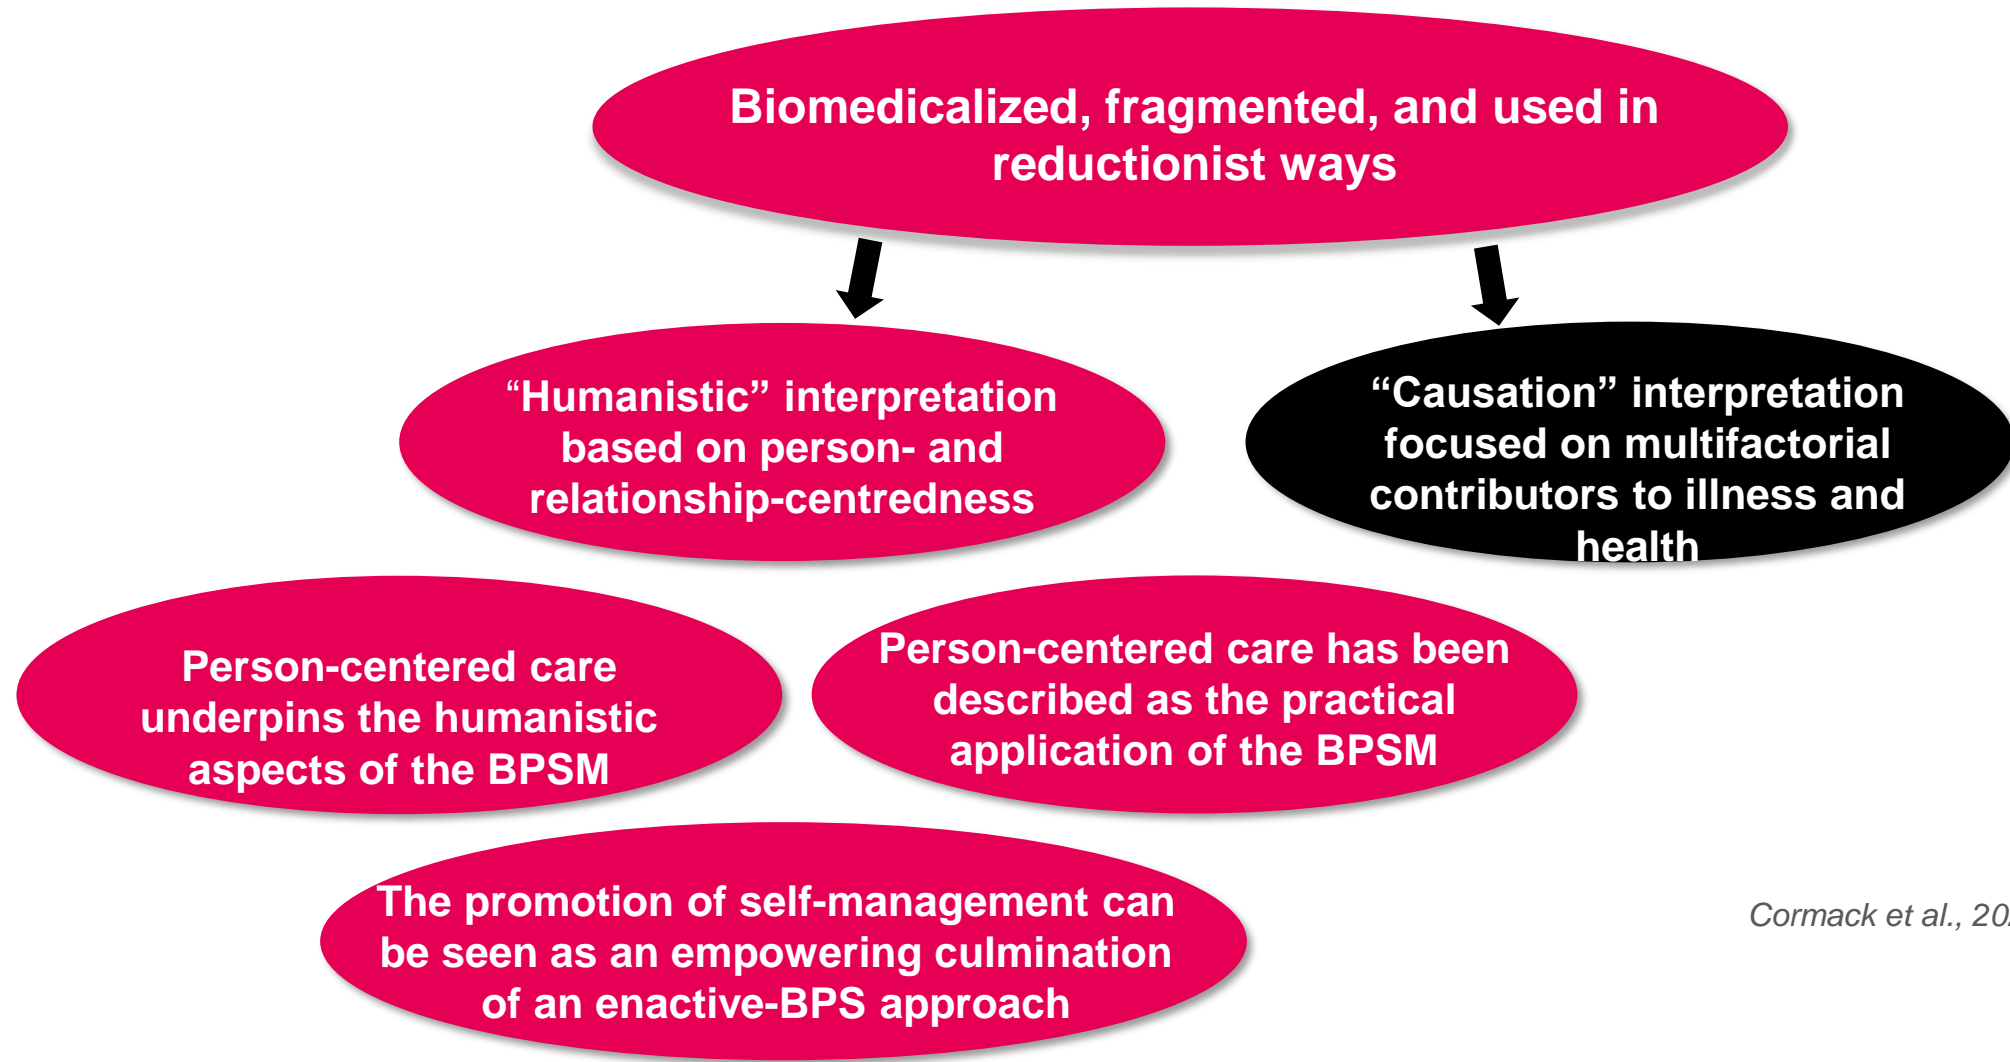 Biomedicalized, fragmented, and used in
reductionist ways
“Humanistic” interpretation
based on person- and
relationship-centredness
“Causation” interpretation
focused on multifactorial
contributors to illness and
health
Person-centered care
underpins the humanistic
aspects of the BPSM
Person-centered care has been
described as the practical
application of the BPSM
The promotion of self-management can
be seen as an empowering culmination
of an enactive-BPS approach
Cormack et al.,